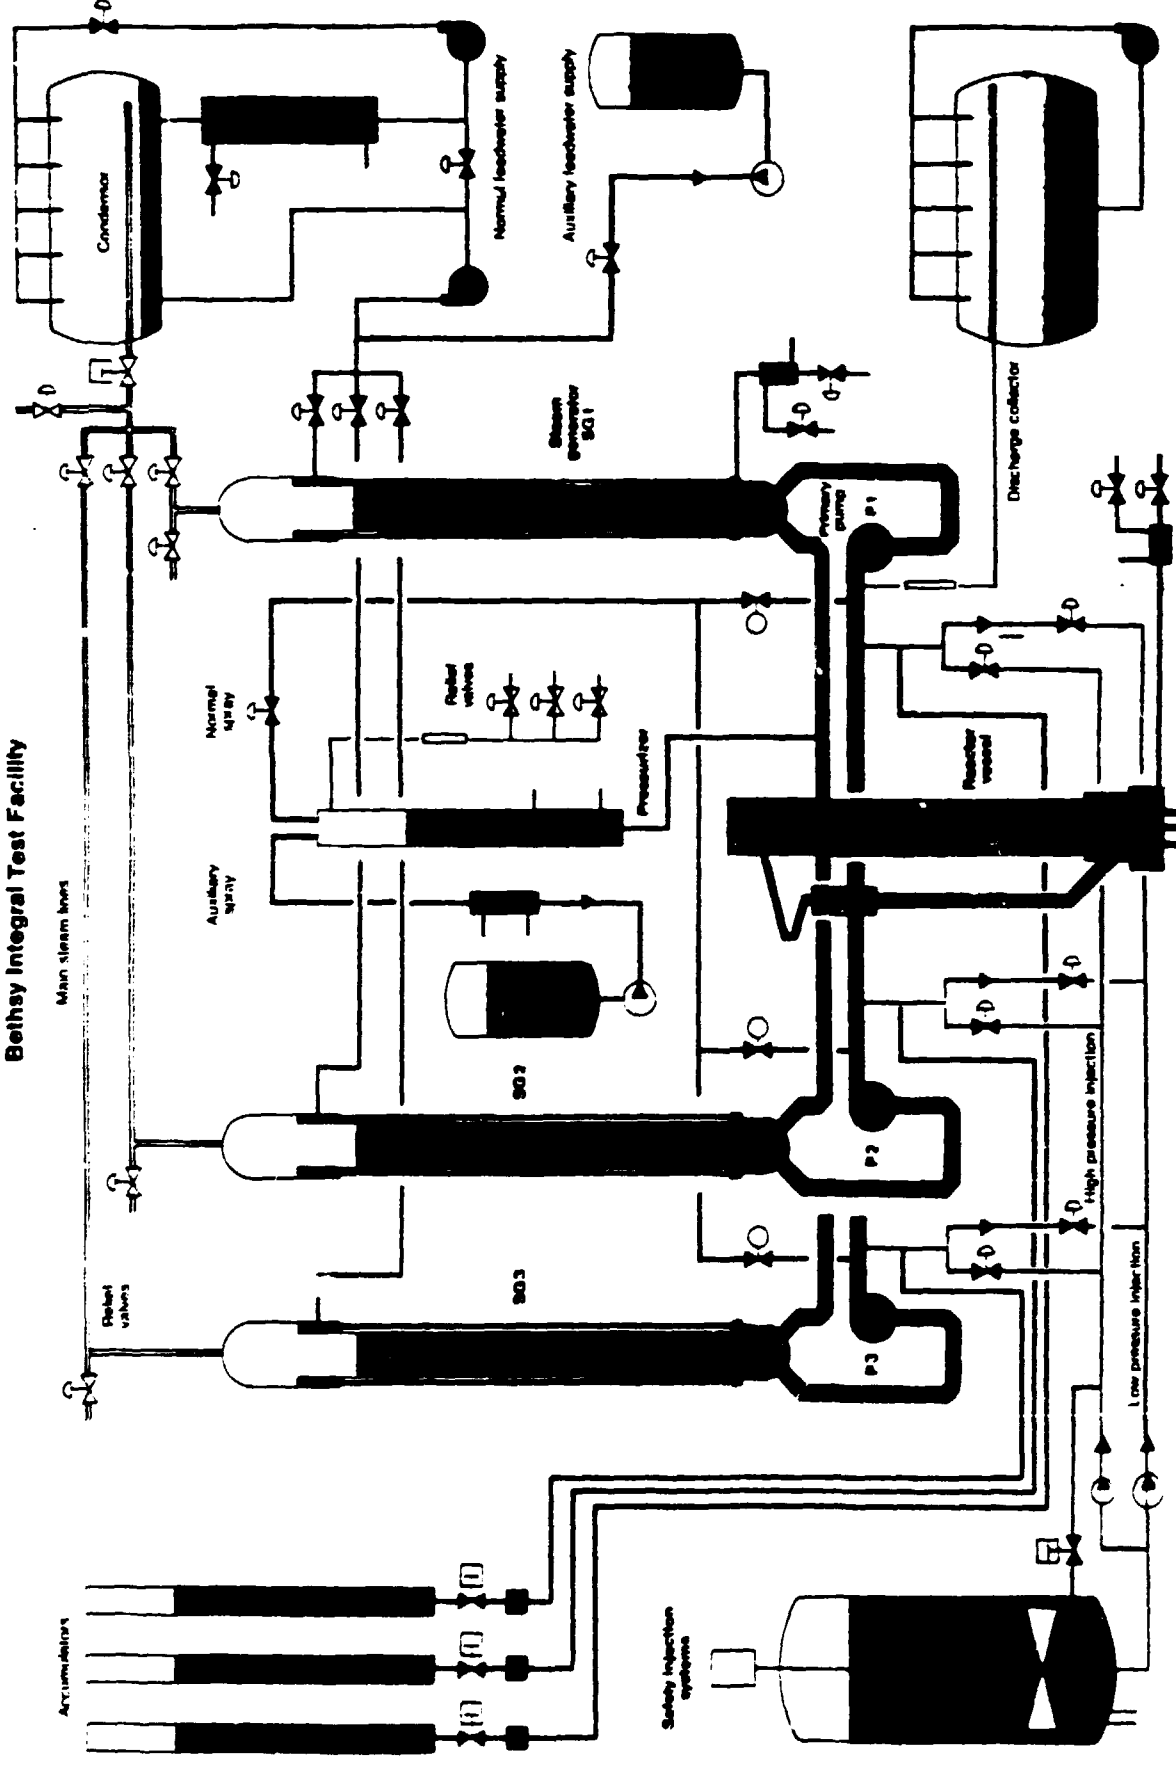 Bethsy Integral Test Facility
Accumulators
Main steam lines
Relief
valves
Condensor
Normal feedwater supply
Auxiliary feedwater supply
Steam
generator
SG1
SG2
SG3
Auxiliary
spray
Normal
spray
Relief
valves
Pressurizer
Primary
pump
P1
P2
P3
Reactor
vessel
Discharge collector
Safety injection
systems
High pressure injection
Low pressure injection